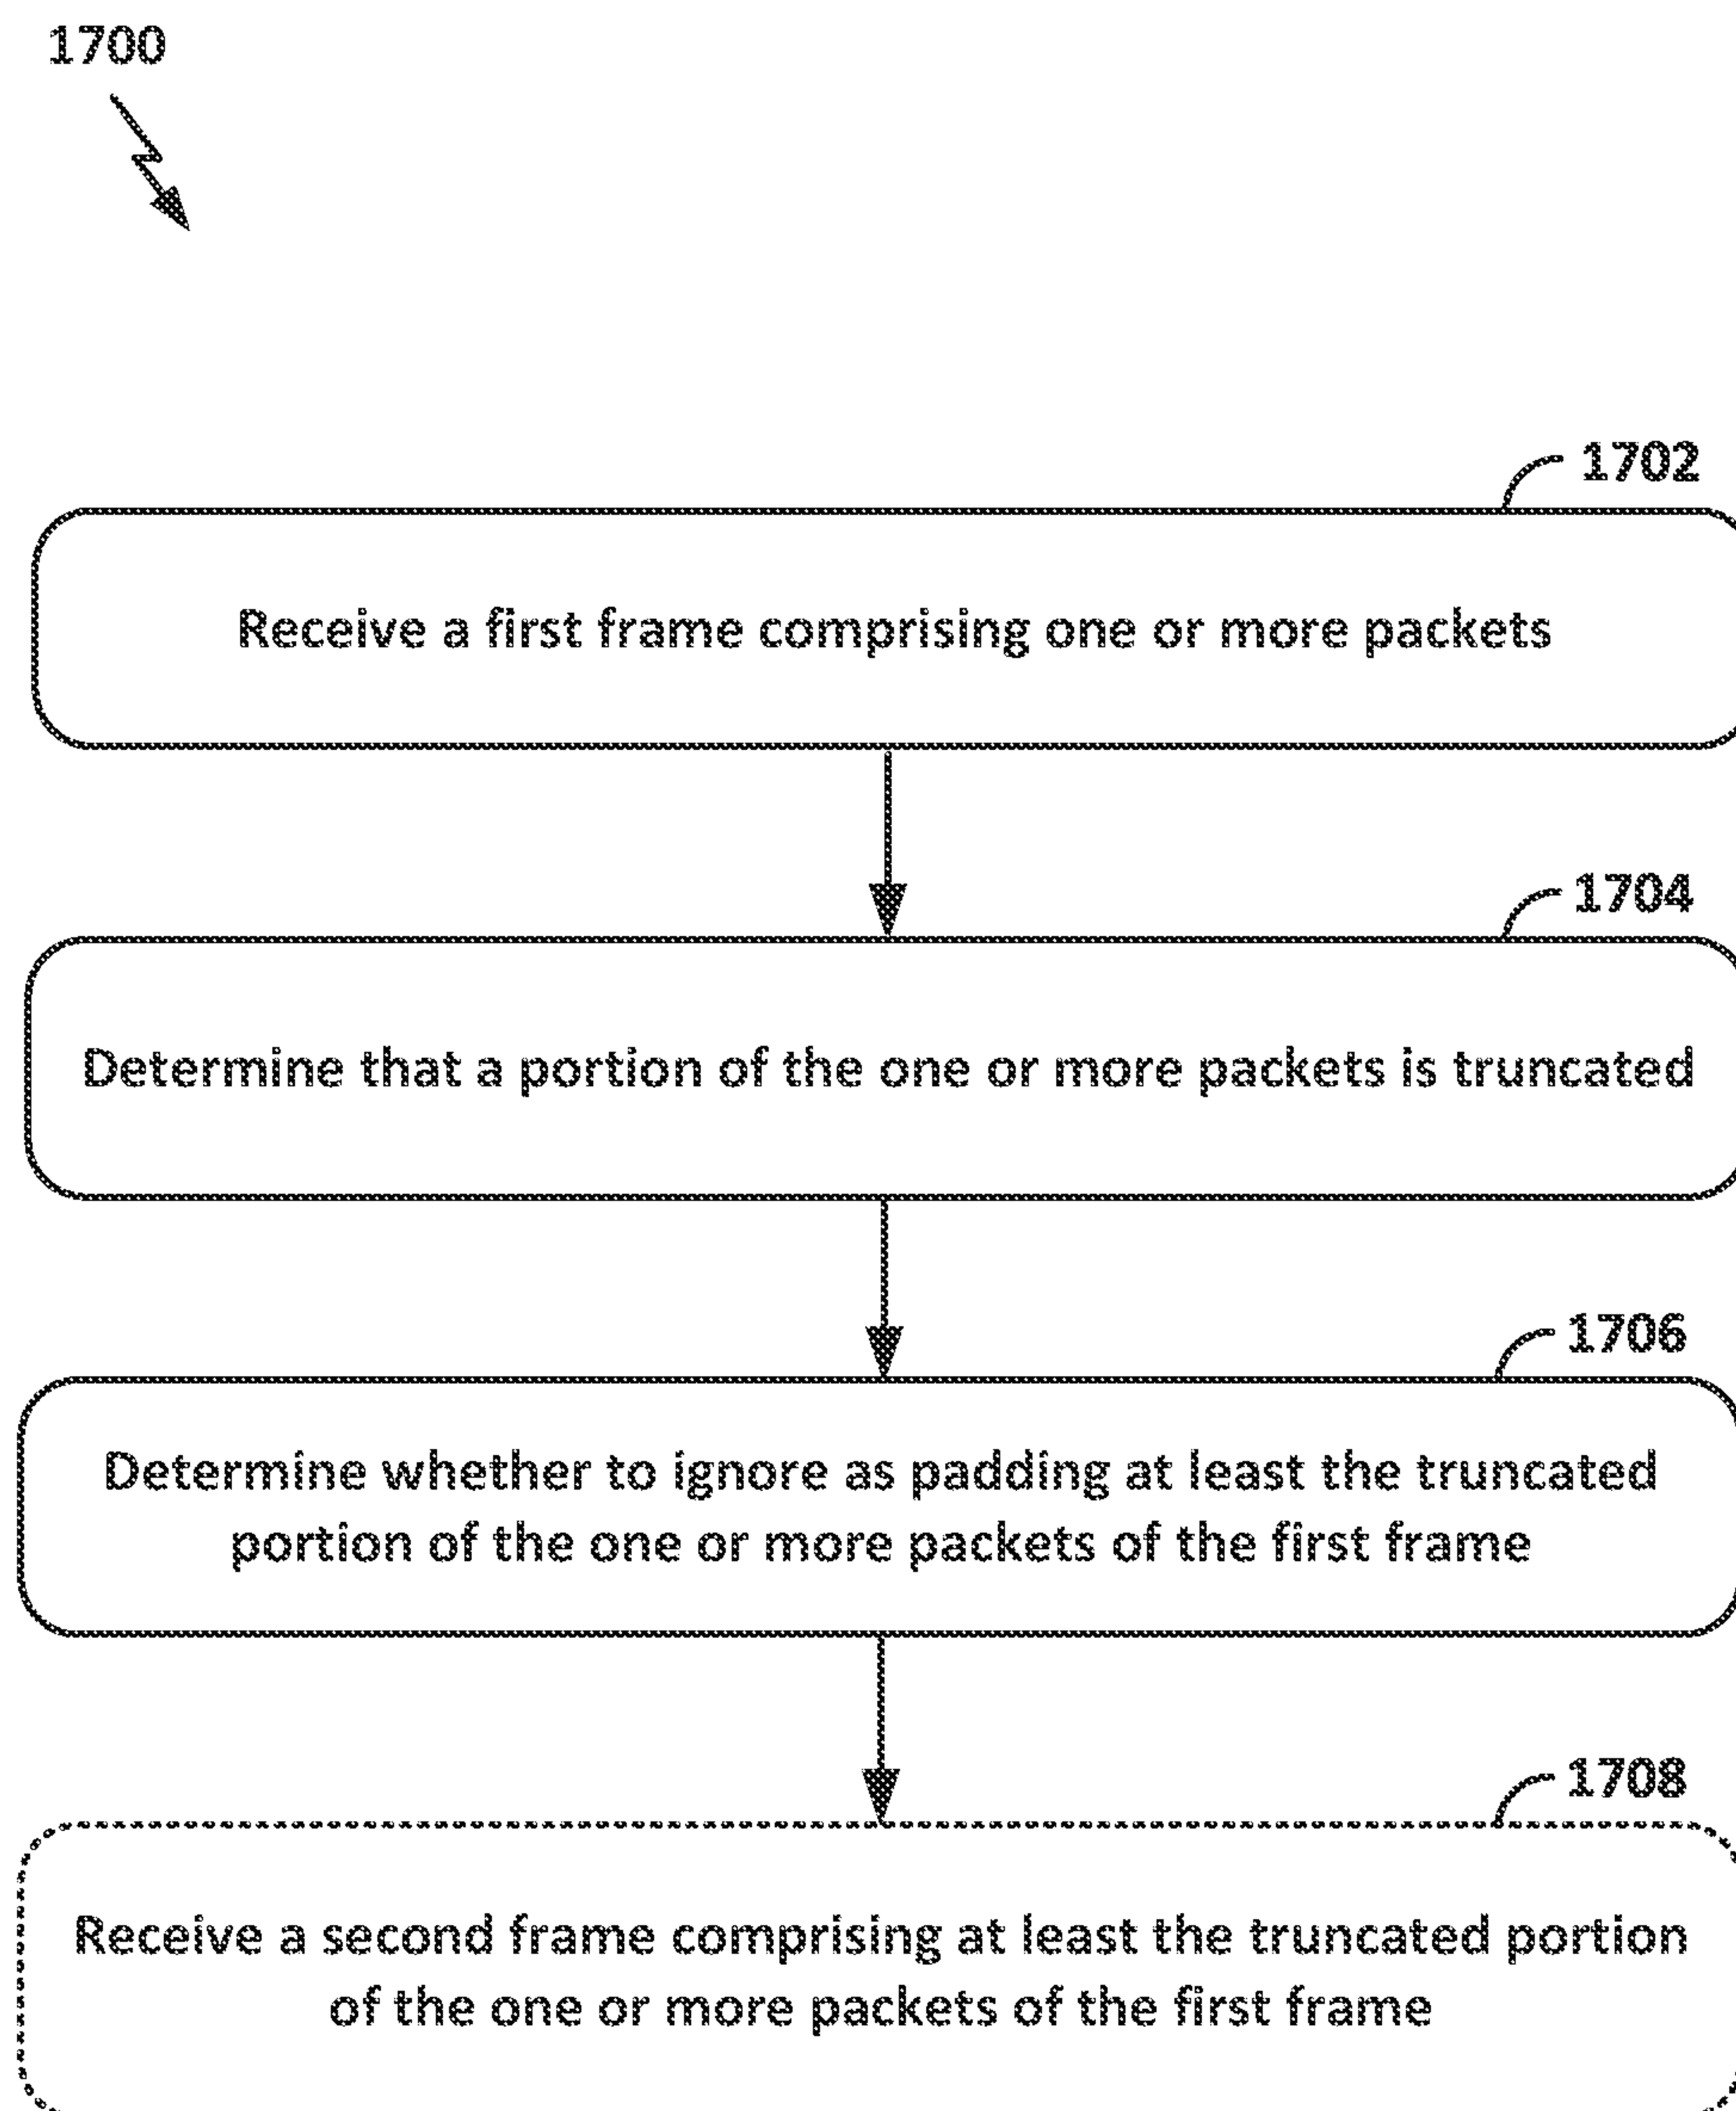 1700
1702
Receive a first frame comprising one or more packets
1704
Determine that a portion of the one or more packets is truncated
1706
Determine whether to ignore as padding at least the truncated
portion of the one or more packets of the first frame
1708
Receive a second frame comprising at least the truncated portion
of the one or more packets of the first frame